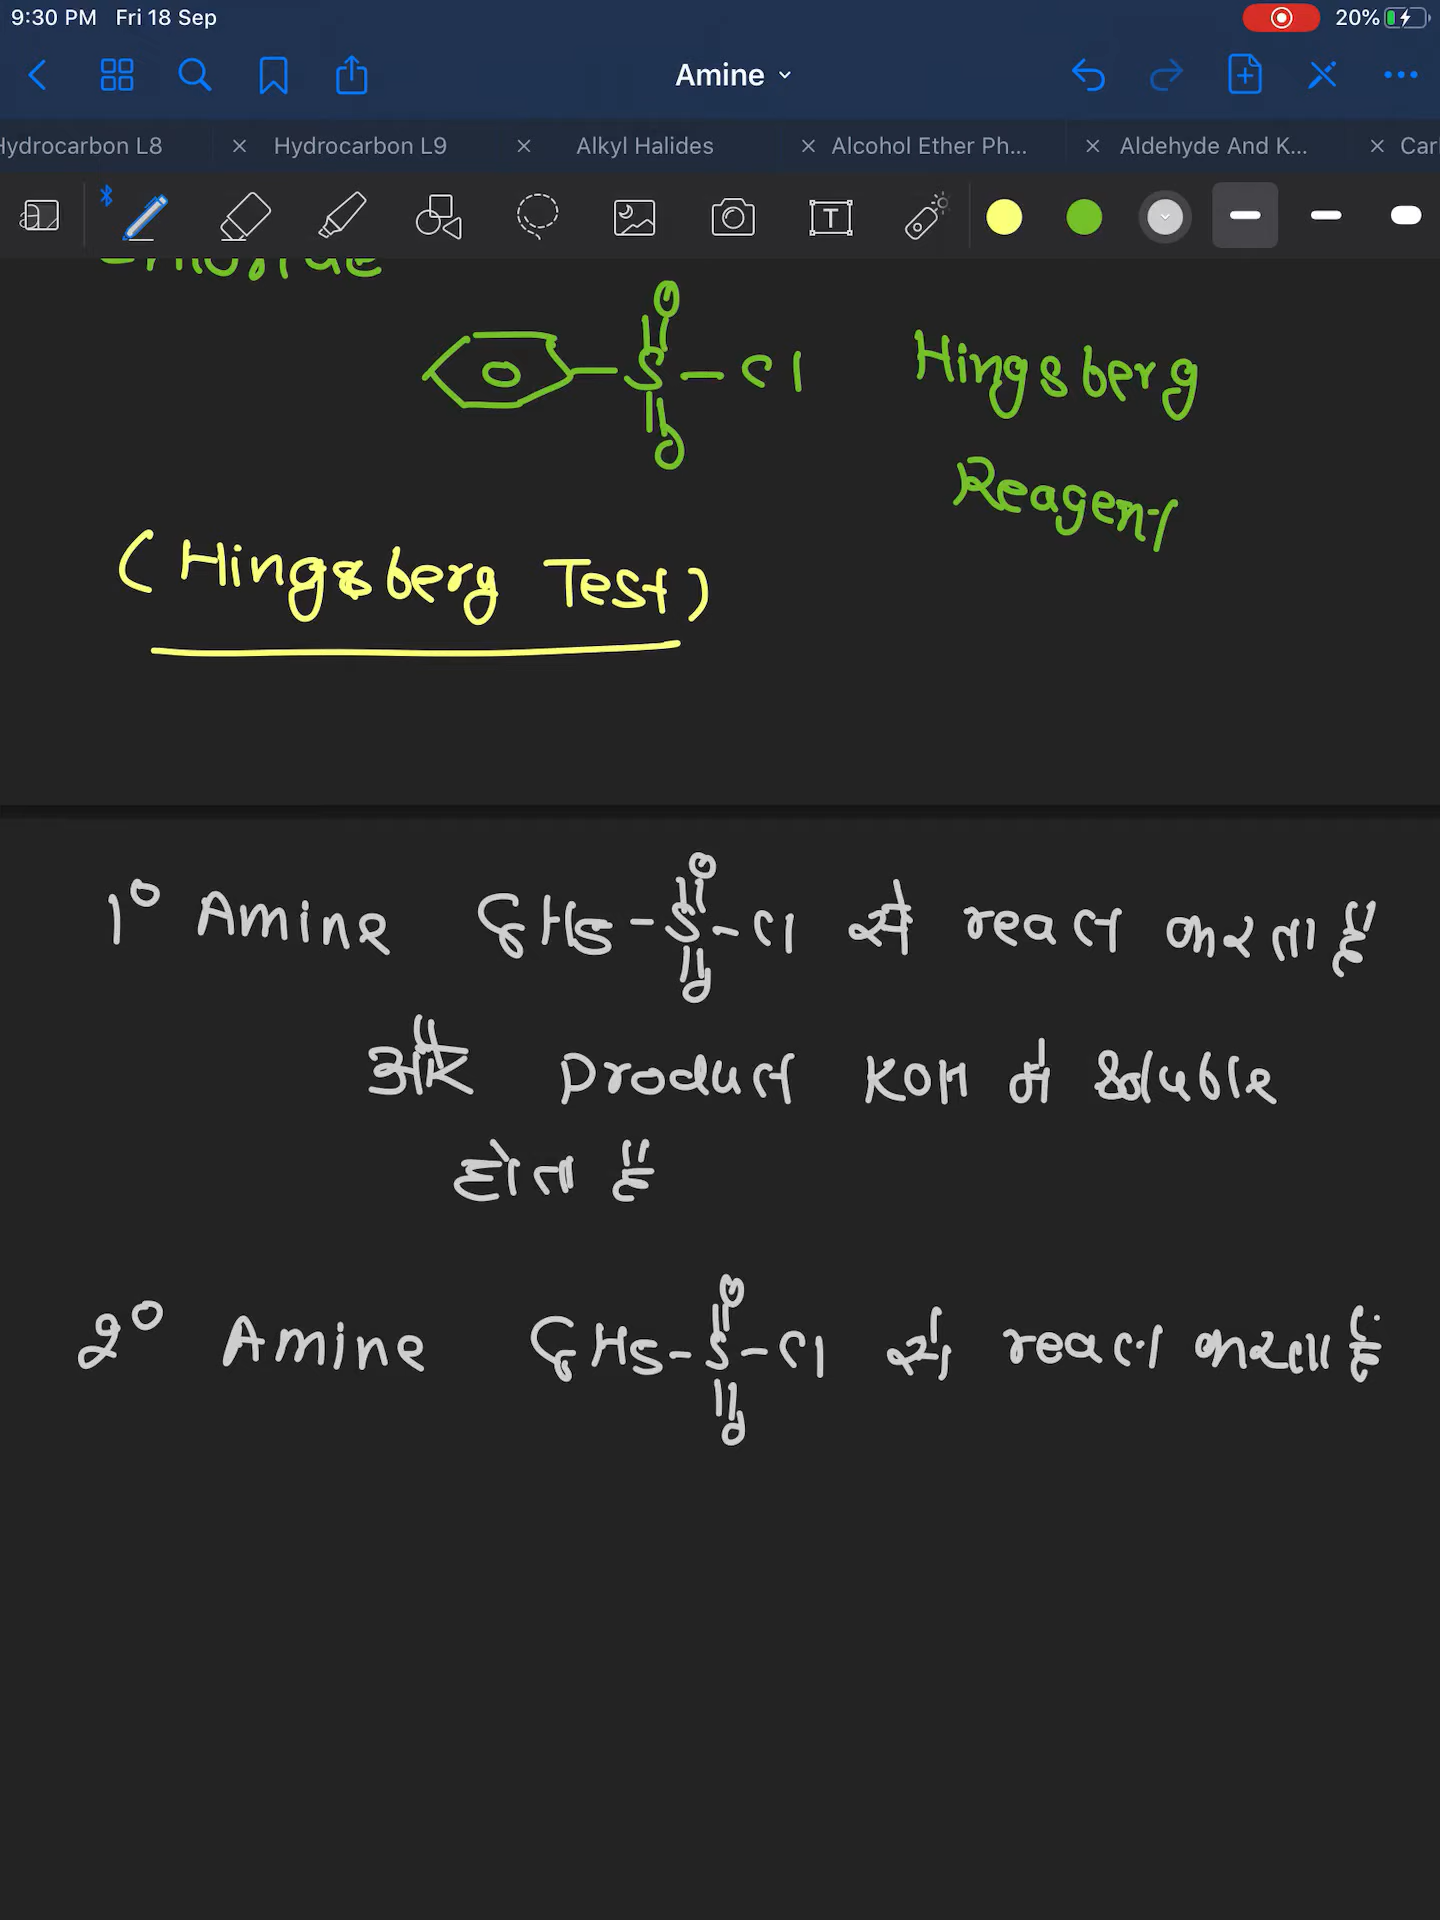 9:30 PM Fri 18 Sep 20%
Amine
Hydrocarbon L8 × Hydrocarbon L9 × Alkyl Halides × Alcohol Ether Ph... × Aldehyde And K... × Car
T
O
S - Cl Hingsberg
O
Reagent
(Hingsberg Test)
O
1° Amine C6H5 - S - Cl से react करता है
O
और product KOH में soluble
होता है
O
2° Amine C6H5 - S - Cl से react करता है
O